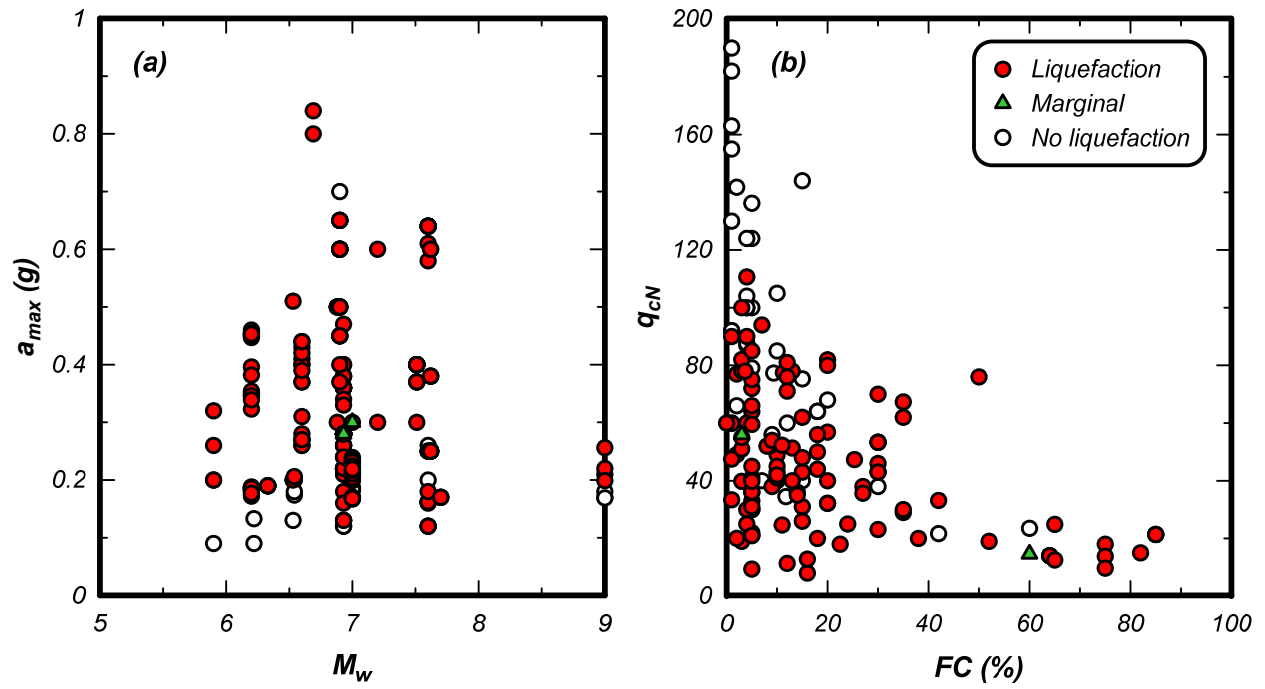 (a)
a_max (g)
1
0.8
0.6
0.4
0.2
0
5 6 7 8 9
M_w
(b)
q_cN
200
160
120
80
40
0
0 20 40 60 80 100
FC (%)
Liquefaction
Marginal
No liquefaction